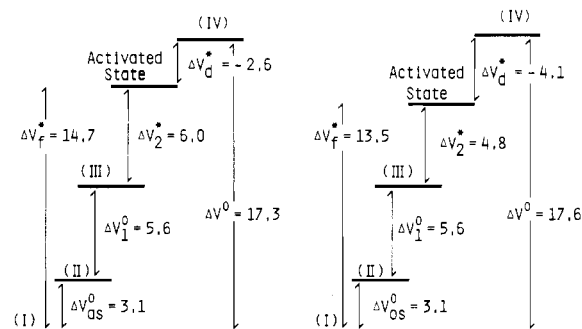 (IV)
Activated
State
ΔV*d = -2.6
ΔV*f = 14.7
ΔV*2 = 6.0
(III)
ΔV⁰1 = 5.6
ΔV⁰ = 17.3
(II)
ΔV⁰as = 3.1
(I)
(IV)
Activated
State
ΔV*d = -4.1
ΔV*f = 13.5
ΔV*2 = 4.8
(III)
ΔV⁰1 = 5.6
ΔV⁰ = 17.6
(II)
ΔV⁰os = 3.1
(I)